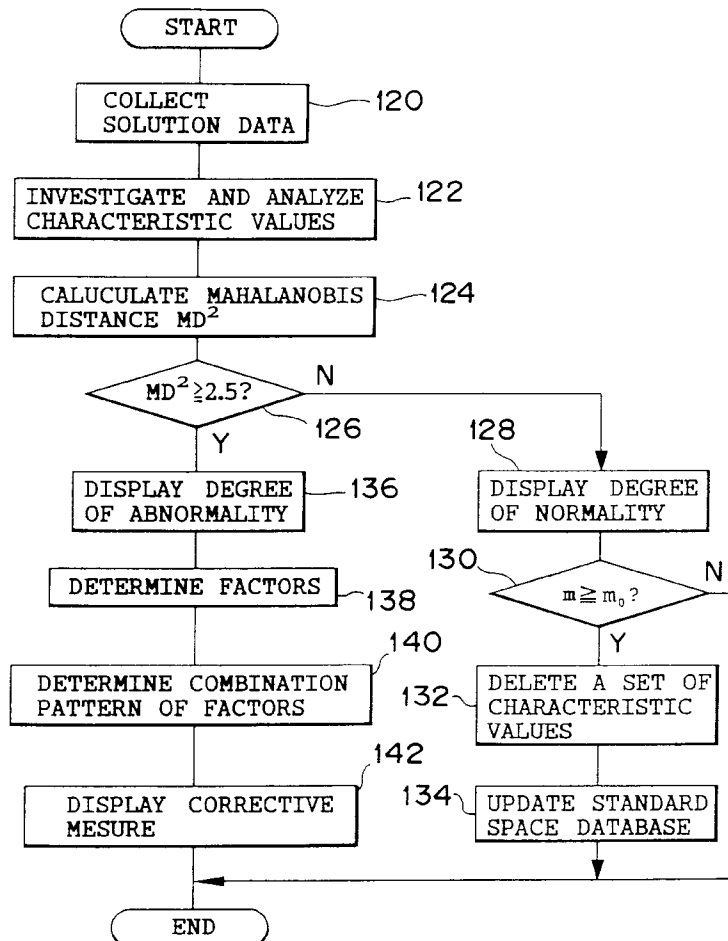 START
COLLECT
SOLUTION DATA
120
INVESTIGATE AND ANALYZE
CHARACTERISTIC VALUES
122
CALUCULATE MAHALANOBIS
DISTANCE MD²
124
MD² ≧2.5?
N
126
Y
128
DISPLAY DEGREE
OF ABNORMALITY
136
DISPLAY DEGREE
OF NORMALITY
DETERMINE FACTORS
138
130
m ≧ m₀?
N
Y
140
DETERMINE COMBINATION
PATTERN OF FACTORS
132
DELETE A SET OF
CHARACTERISTIC
VALUES
142
DISPLAY CORRECTIVE
MESURE
134
UPDATE STANDARD
SPACE DATABASE
END